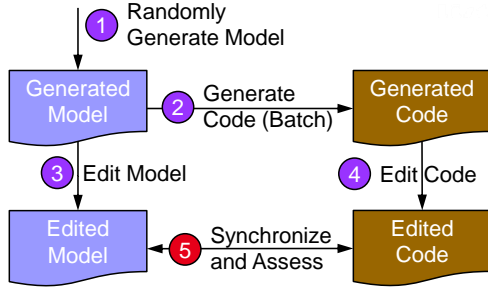 1 Randomly
Generate Model
Generated
Model
2 Generate
Code (Batch)
Generated
Code
3 Edit Model
4 Edit Code
Edited
Model
5 Synchronize
and Assess
Edited
Code